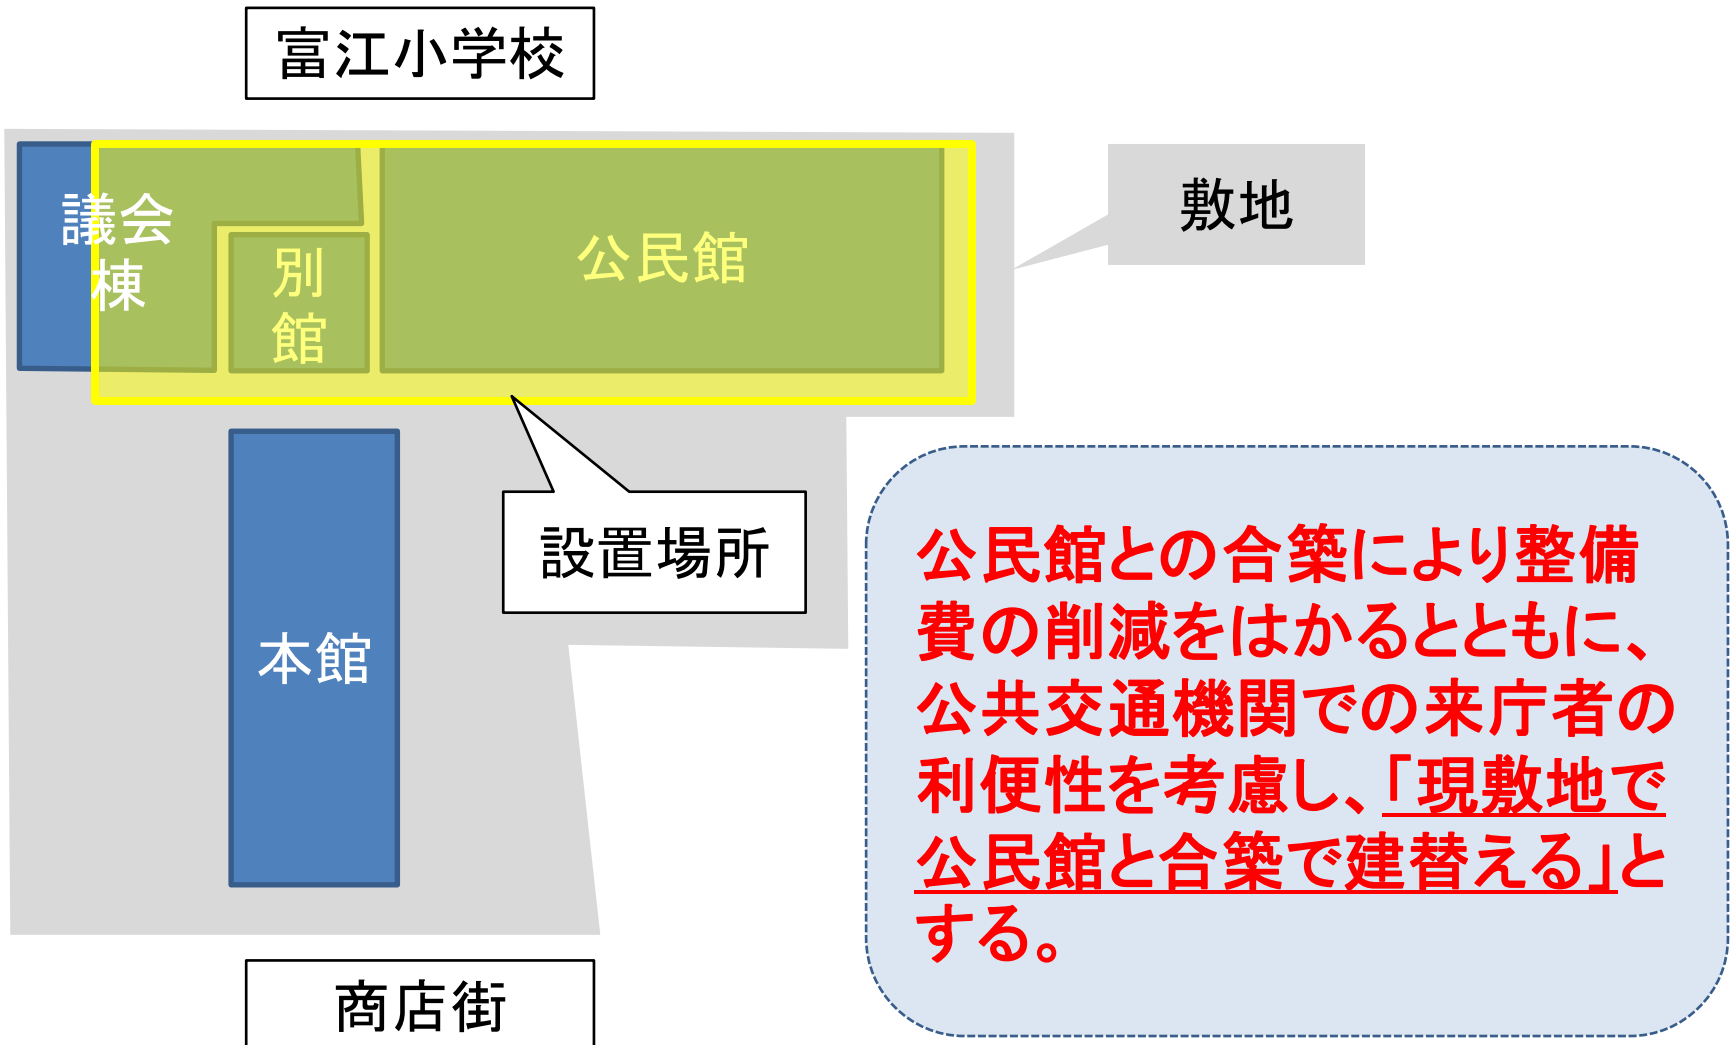 富江小学校
議会
棟
別
館
公民館
敷地
設置場所
本館
公民館との合築により整備
費の削減をはかるとともに、
公共交通機関での来庁者の
利便性を考慮し、「現敷地で
公民館と合築で建替える」と
する。
商店街